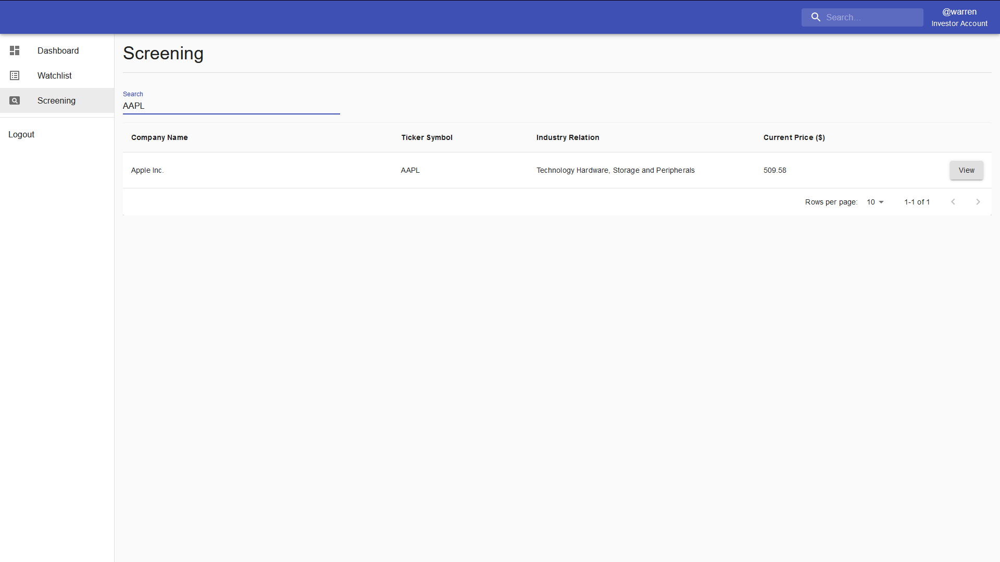 Search...
@warren
Investor Account
Dashboard
Watchlist
Screening
Logout
Screening
Search
AAPL
Company Name Ticker Symbol Industry Relation Current Price ($)
Apple Inc. AAPL Technology Hardware, Storage and Peripherals 509.58 View
Rows per page: 10 1-1 of 1